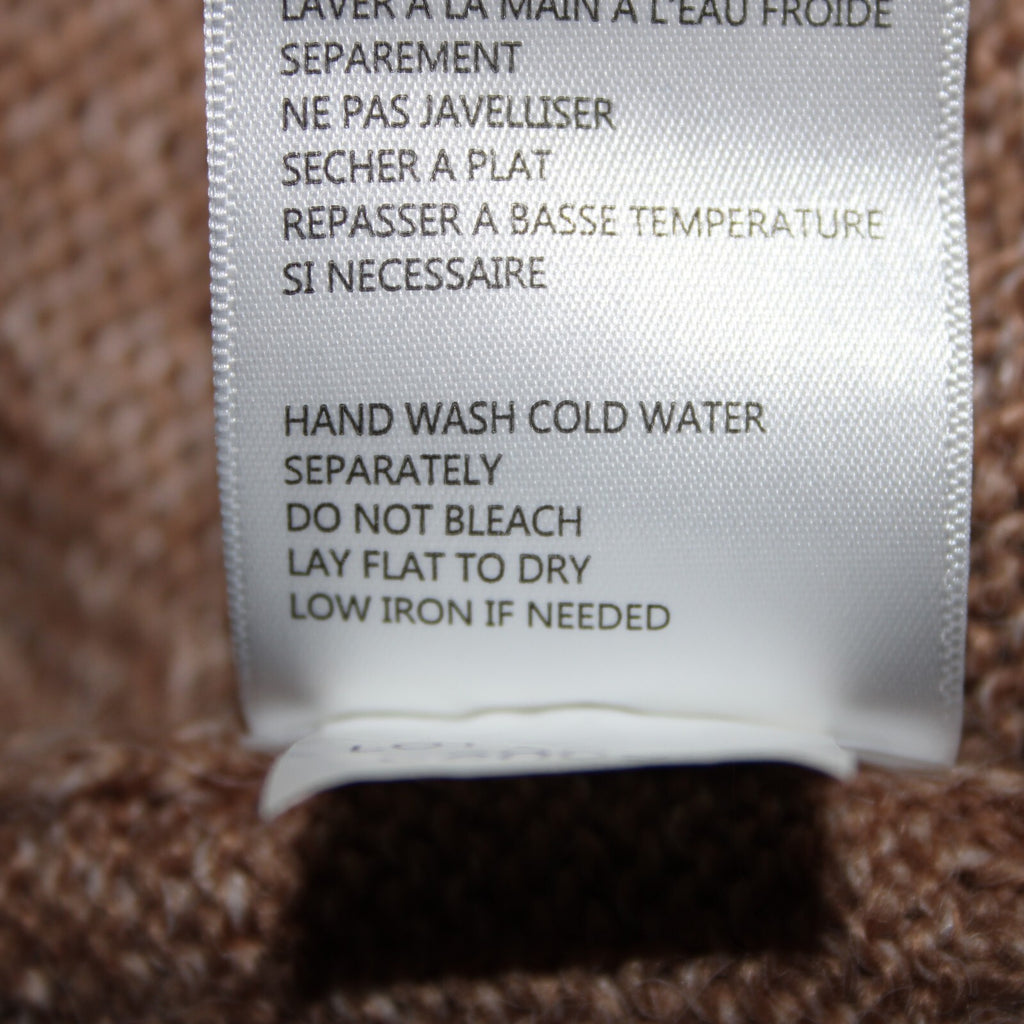 LAVER A LA MAIN A L'EAU FROIDE
SEPAREMENT
NE PAS JAVELLISER
SECHER A PLAT
REPASSER A BASSE TEMPERATURE
SI NECESSAIRE
HAND WASH COLD WATER
SEPARATELY
DO NOT BLEACH
LAY FLAT TO DRY
LOW IRON IF NEEDED